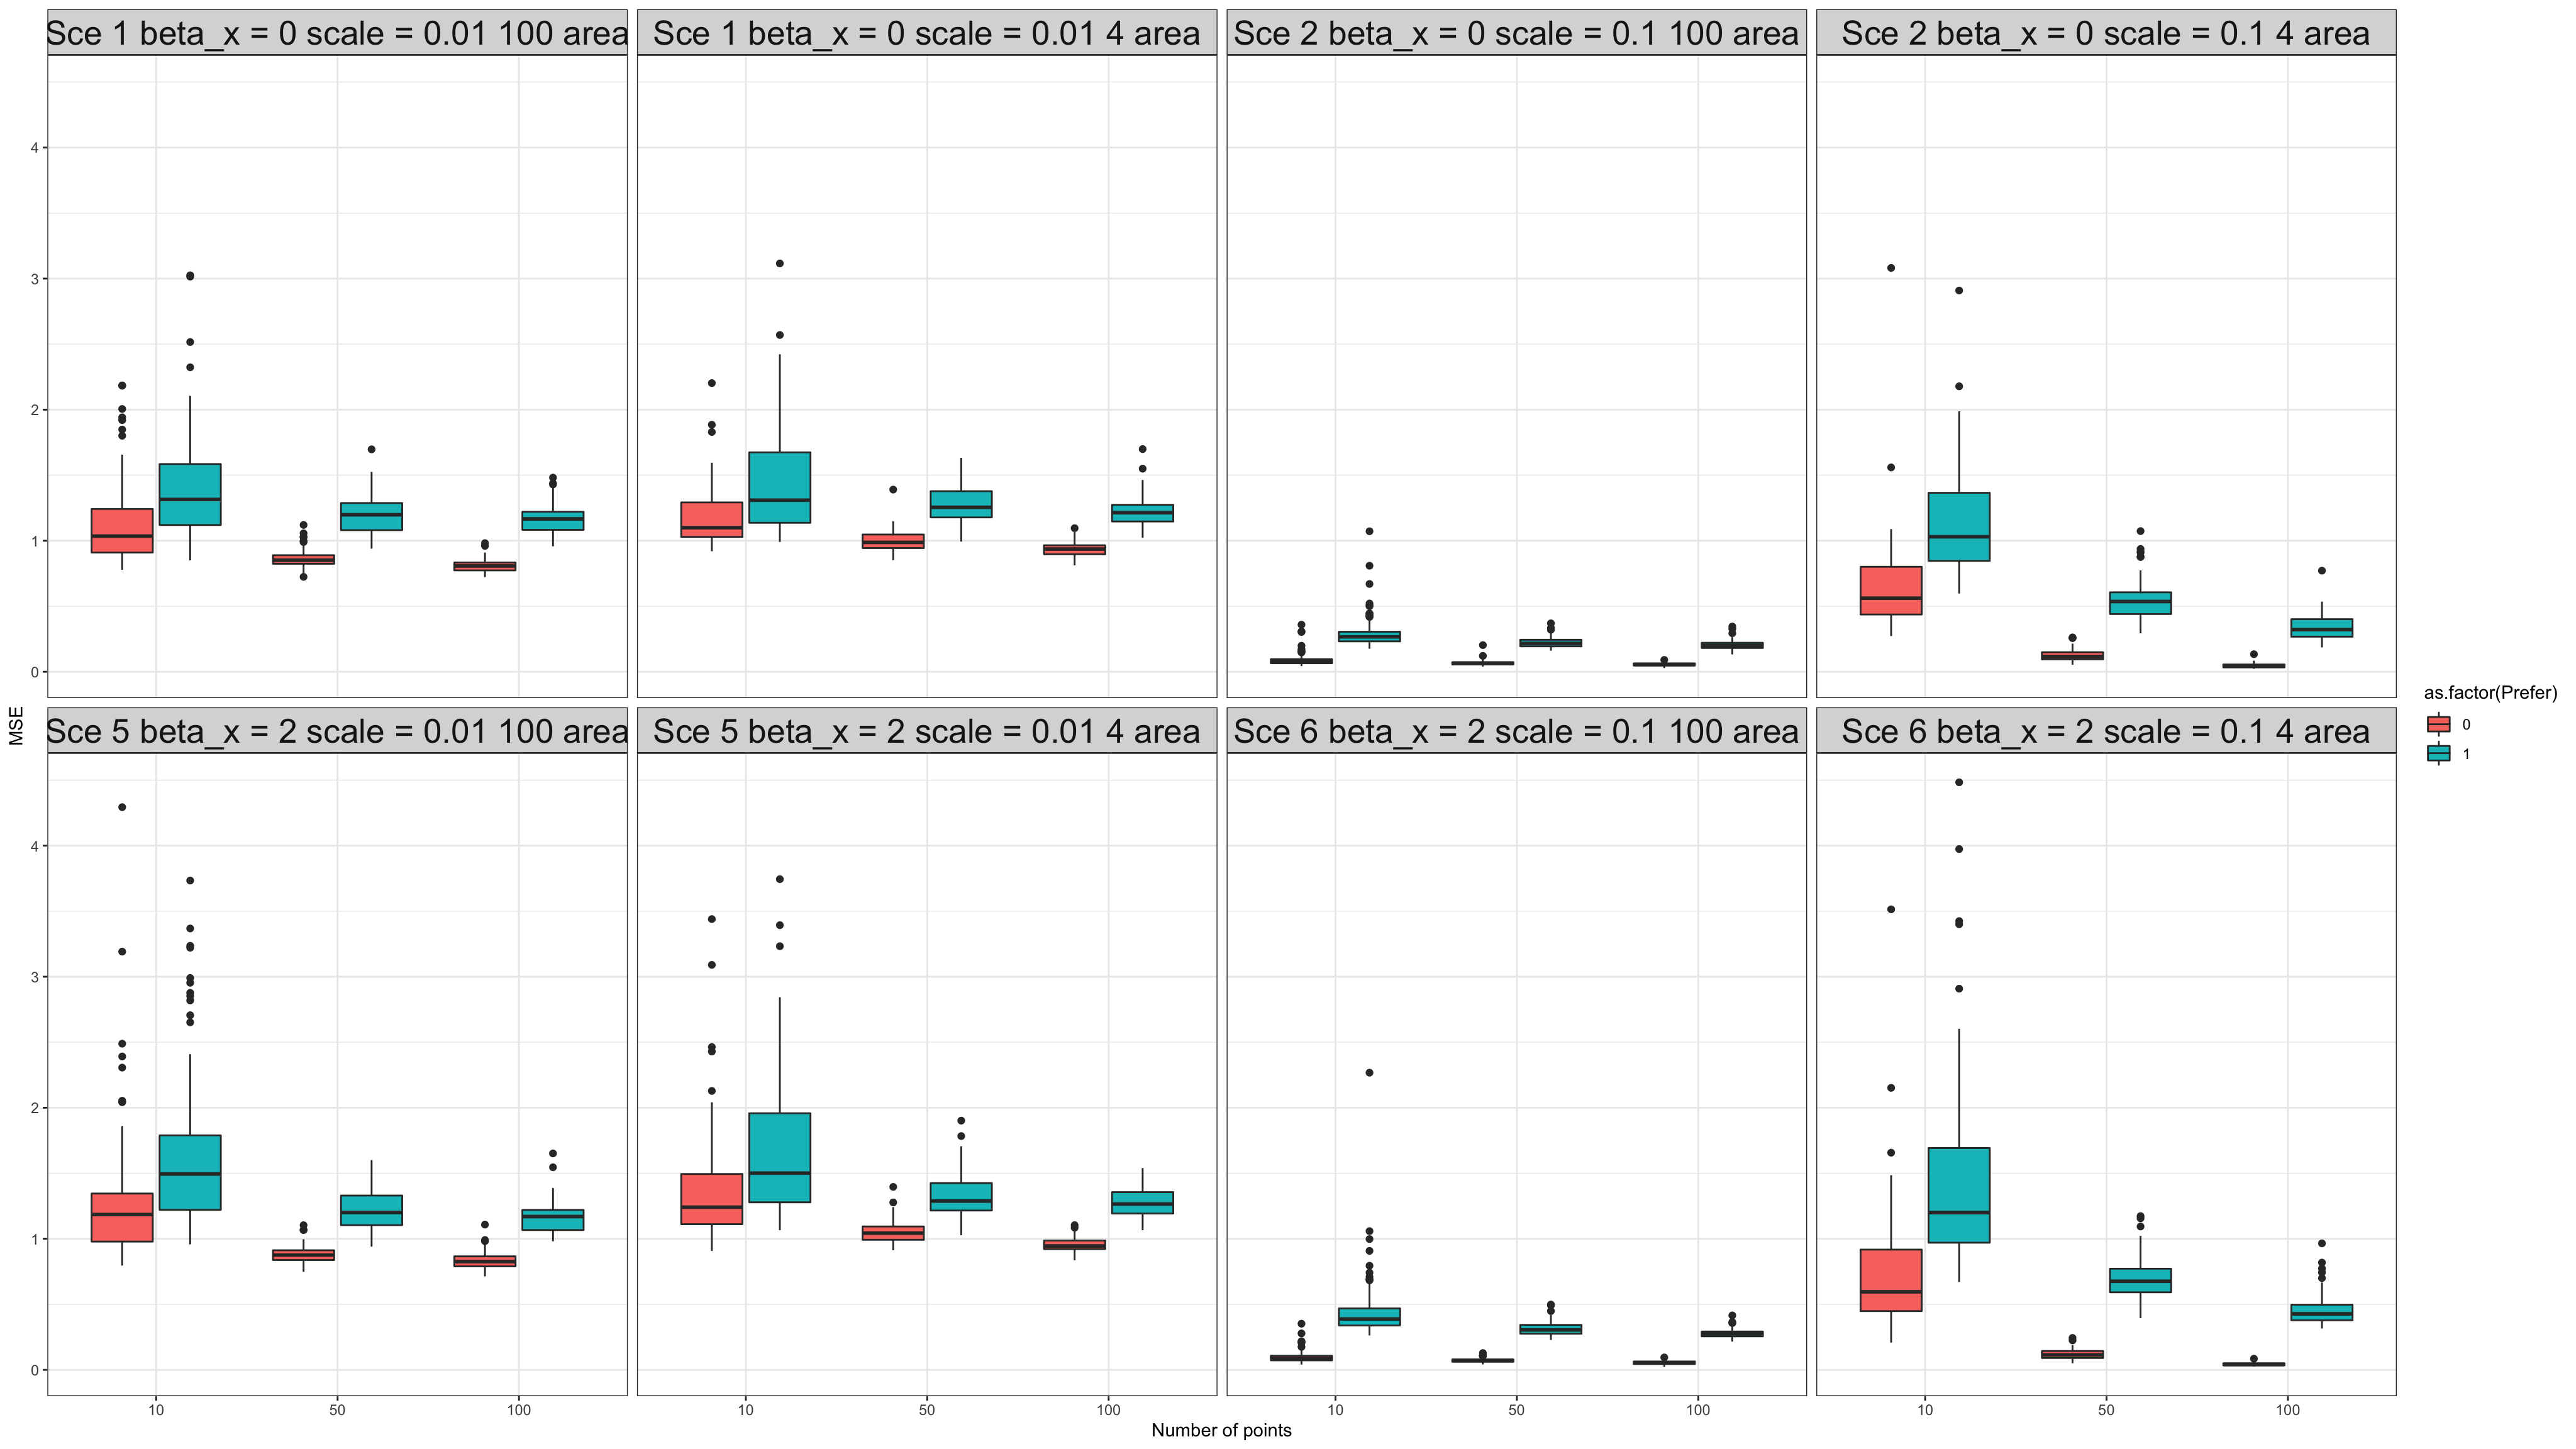 Sce 1 beta_x = 0 scale = 0.01 100 area
Sce 1 beta_x = 0 scale = 0.01 4 area
Sce 2 beta_x = 0 scale = 0.1 100 area
Sce 2 beta_x = 0 scale = 0.1 4 area
4
3
2
1
0
MSE
Sce 5 beta_x = 2 scale = 0.01 100 area
Sce 5 beta_x = 2 scale = 0.01 4 area
Sce 6 beta_x = 2 scale = 0.1 100 area
Sce 6 beta_x = 2 scale = 0.1 4 area
4
3
2
1
0
10 50 100
10 50 100
10 50 100
10 50 100
Number of points
as.factor(Prefer)
0
1